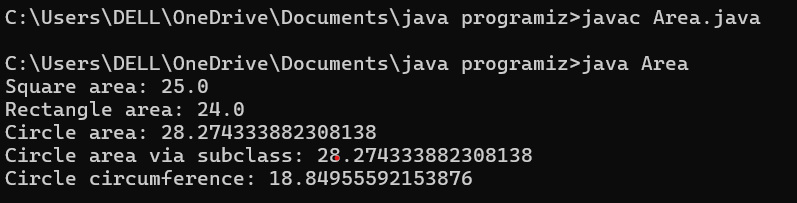 C:\Users\DELL\OneDrive\Documents\java programiz>javac Area.java
C:\Users\DELL\OneDrive\Documents\java programiz>java Area
Square area: 25.0
Rectangle area: 24.0
Circle area: 28.274333882308138
Circle area via subclass: 28.274333882308138
Circle circumference: 18.84955592153876